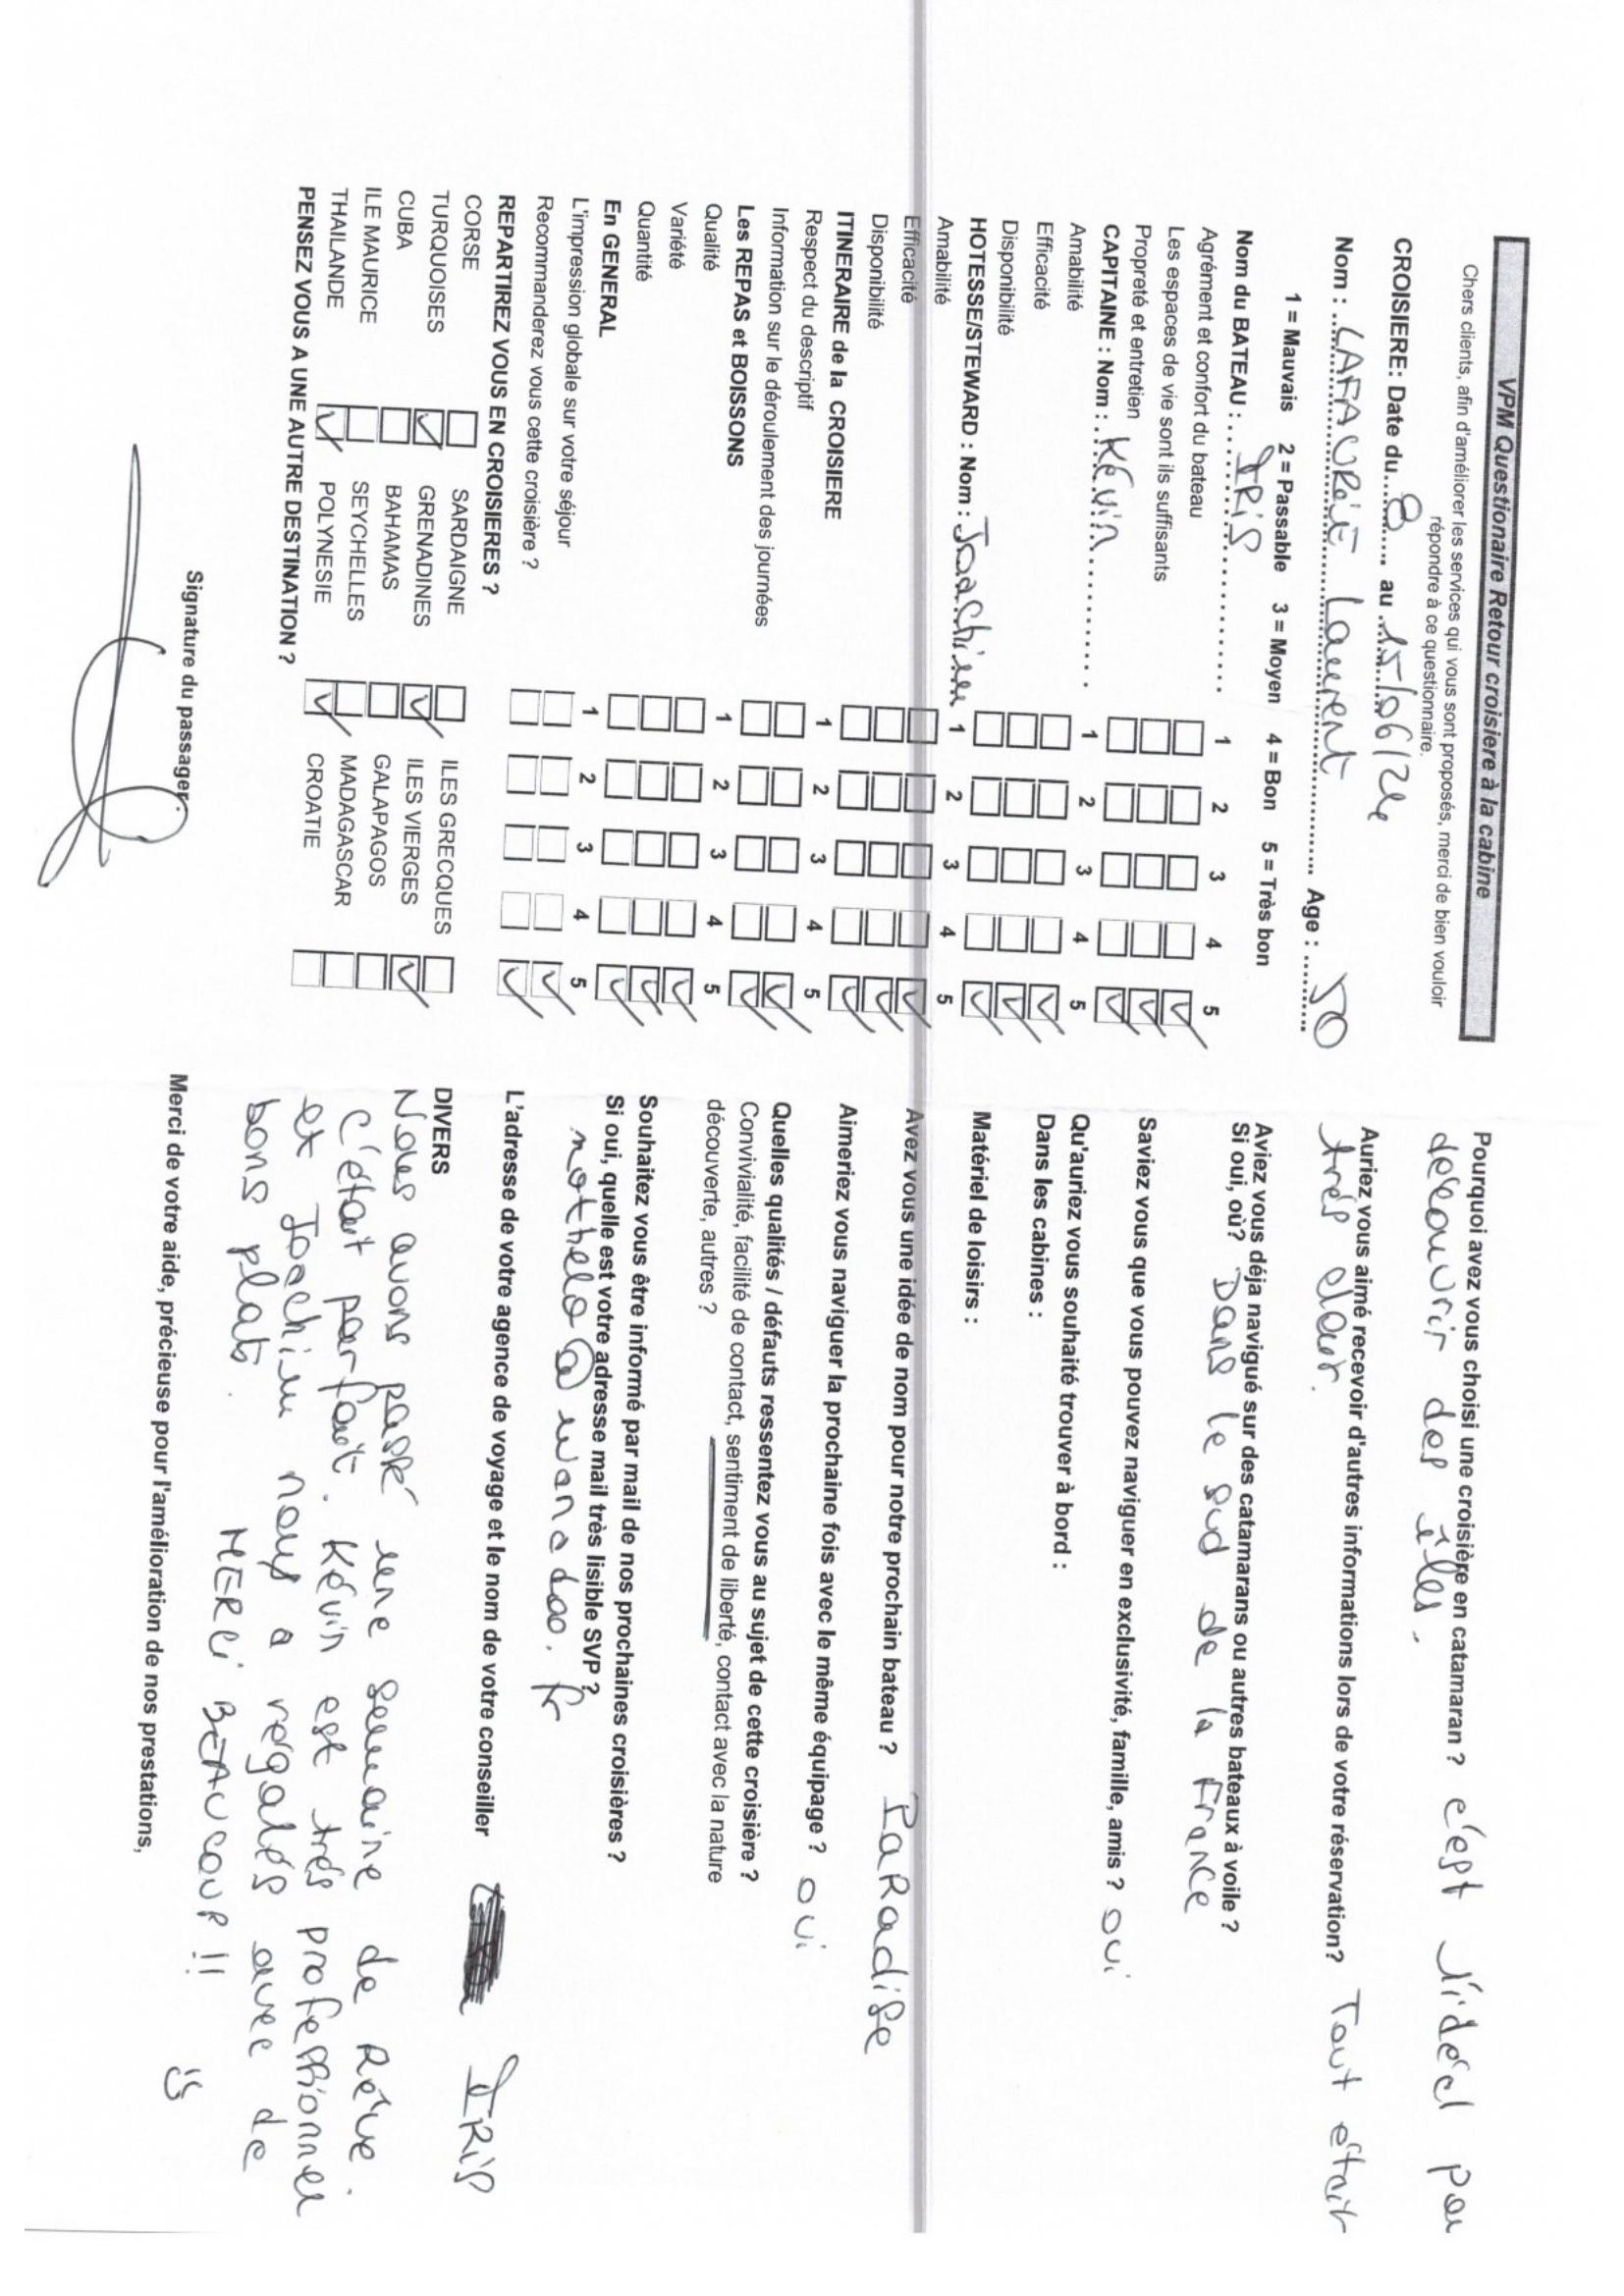 VPM Questionaire Retour croisiere à la cabine
Chers clients, afin d'améliorer les services qui vous sont proposés, merci de bien vouloir
répondre à ce questionnaire.
CROISIERE: Date du...8..... au ...15/06/24
Nom : ...LAFAURIE Laurent............ Age : ...50
1 = Mauvais 2 = Passable 3 = Moyen 4 = Bon 5 = Très bon
Nom du BATEAU : ...IRIS............ 1 2 3 4 5
Agrément et confort du bateau ☐ ☐ ☐ ☐ ☑
Les espaces de vie sont ils suffisants ☐ ☐ ☐ ☐ ☑
Propreté et entretien ☐ ☐ ☐ ☐ ☑
CAPITAINE : Nom : ...Kévin............ 1 2 3 4 5
Amabilité ☐ ☐ ☐ ☐ ☑
Efficacité ☐ ☐ ☐ ☐ ☑
Disponibilité ☐ ☐ ☐ ☐ ☑
HOTESSE/STEWARD : Nom : Joachim 1 2 3 4 5
Amabilité ☐ ☐ ☐ ☐ ☑
Efficacité ☐ ☐ ☐ ☐ ☑
Disponibilité ☐ ☐ ☐ ☐ ☑
ITINERAIRE de la CROISIERE 1 2 3 4 5
Respect du descriptif ☐ ☐ ☐ ☐ ☑
Information sur le déroulement des journées ☐ ☐ ☐ ☐ ☑
Les REPAS et BOISSONS 1 2 3 4 5
Qualité ☐ ☐ ☐ ☐ ☑
Variété ☐ ☐ ☐ ☐ ☑
Quantité ☐ ☐ ☐ ☐ ☑
En GENERAL 1 2 3 4 5
L'impression globale sur votre séjour ☐ ☐ ☐ ☐ ☑
Recommanderez vous cette croisière ? ☐ ☐ ☐ ☐ ☑
REPARTIREZ VOUS EN CROISIERES ?
CORSE ☐ SARDAIGNE ☐ ILES GRECQUES ☐
TURQUOISES ☑ GRENADINES ☑ ILES VIERGES ☑
CUBA ☐ BAHAMAS ☐ GALAPAGOS ☐
ILE MAURICE ☐ SEYCHELLES ☐ MADAGASCAR ☐
THAILANDE ☑ POLYNESIE ☑ CROATIE ☐
PENSEZ VOUS A UNE AUTRE DESTINATION ?
Signature du passager :
Pourquoi avez vous choisi une croisière en catamaran ? c'est l'idéal pou
découvrir des îles.
Auriez vous aimé recevoir d'autres informations lors de votre réservation? Tout était
très clair.
Aviez vous déja navigué sur des catamarans ou autres bateaux à voile ?
Si oui, où? Dans le sud de la France
Saviez vous que vous pouvez naviguer en exclusivité, famille, amis ? oui
Qu'auriez vous souhaité trouver à bord :
Dans les cabines :
Matériel de loisirs :
Avez vous une idée de nom pour notre prochain bateau ? PaRadise
Aimeriez vous naviguer la prochaine fois avec le même équipage ? oui
Quelles qualités / défauts ressentez vous au sujet de cette croisière ?
Convivialité, facilité de contact, sentiment de liberté, contact avec la nature
découverte, autres ?
Souhaitez vous être informé par mail de nos prochaines croisières ?
Si oui, quelle est votre adresse mail très lisible SVP ?
mothelo@wanadoo.fr
L'adresse de votre agence de voyage et le nom de votre conseiller IRIS
DIVERS
Nous avons passé une semaine de Rêve.
C'était parfait. Kévin est très professionnel
et Joachim nous a régalés avec de
bons plats.
MERCI BEAUCOUP !!
Merci de votre aide, précieuse pour l'amélioration de nos prestations,